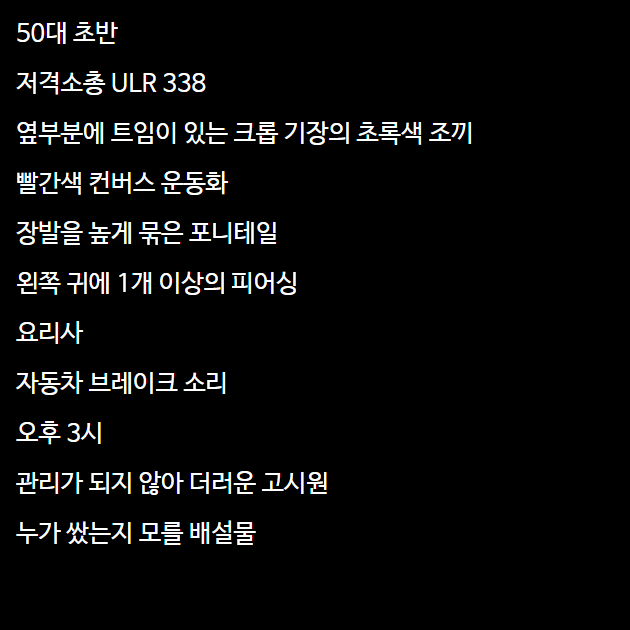 50대 초반
저격소총 ULR 338
옆부분에 트임이 있는 크롭 기장의 초록색 조끼
빨간색 컨버스 운동화
장발을 높게 묶은 포니테일
왼쪽 귀에 1개 이상의 피어싱
요리사
자동차 브레이크 소리
오후 3시
관리가 되지 않아 더러운 고시원
누가 쌌는지 모를 배설물